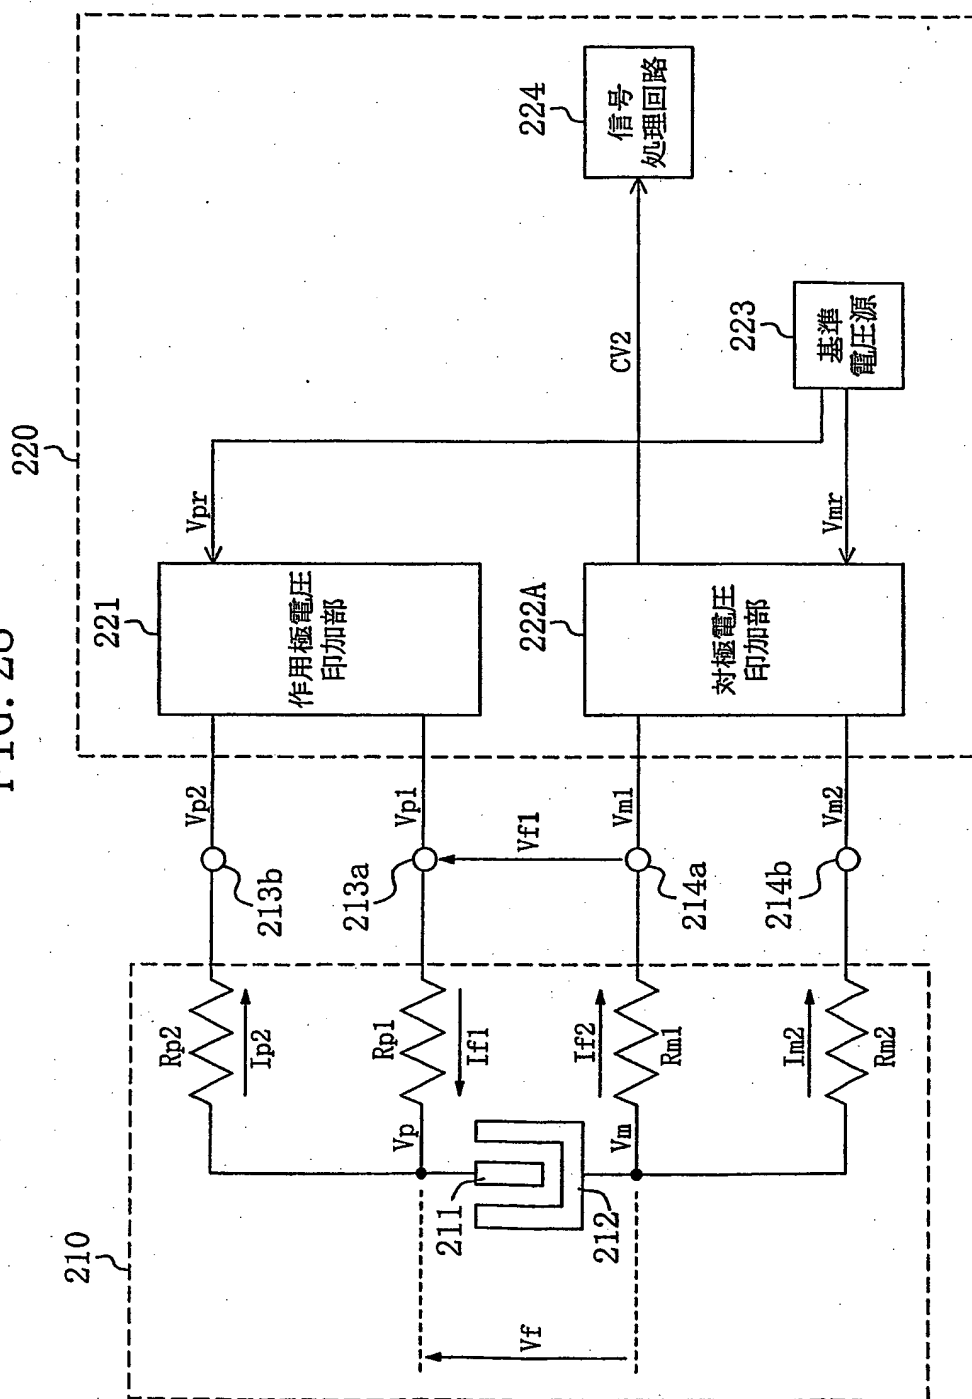 220
221
作用極電圧
印加部
Vpr
224
信号
処理回路
CV2
223
基準
電圧源
Vmr
222A
対極電圧
印加部
Vp2
213b
Vp1
213a
Vf1
Vm1
214a
Vm2
214b
210
Rp2
Ip2
Rp1
If1
Vp
211
212
Vm
If2
Rm1
Im2
Rm2
Vf